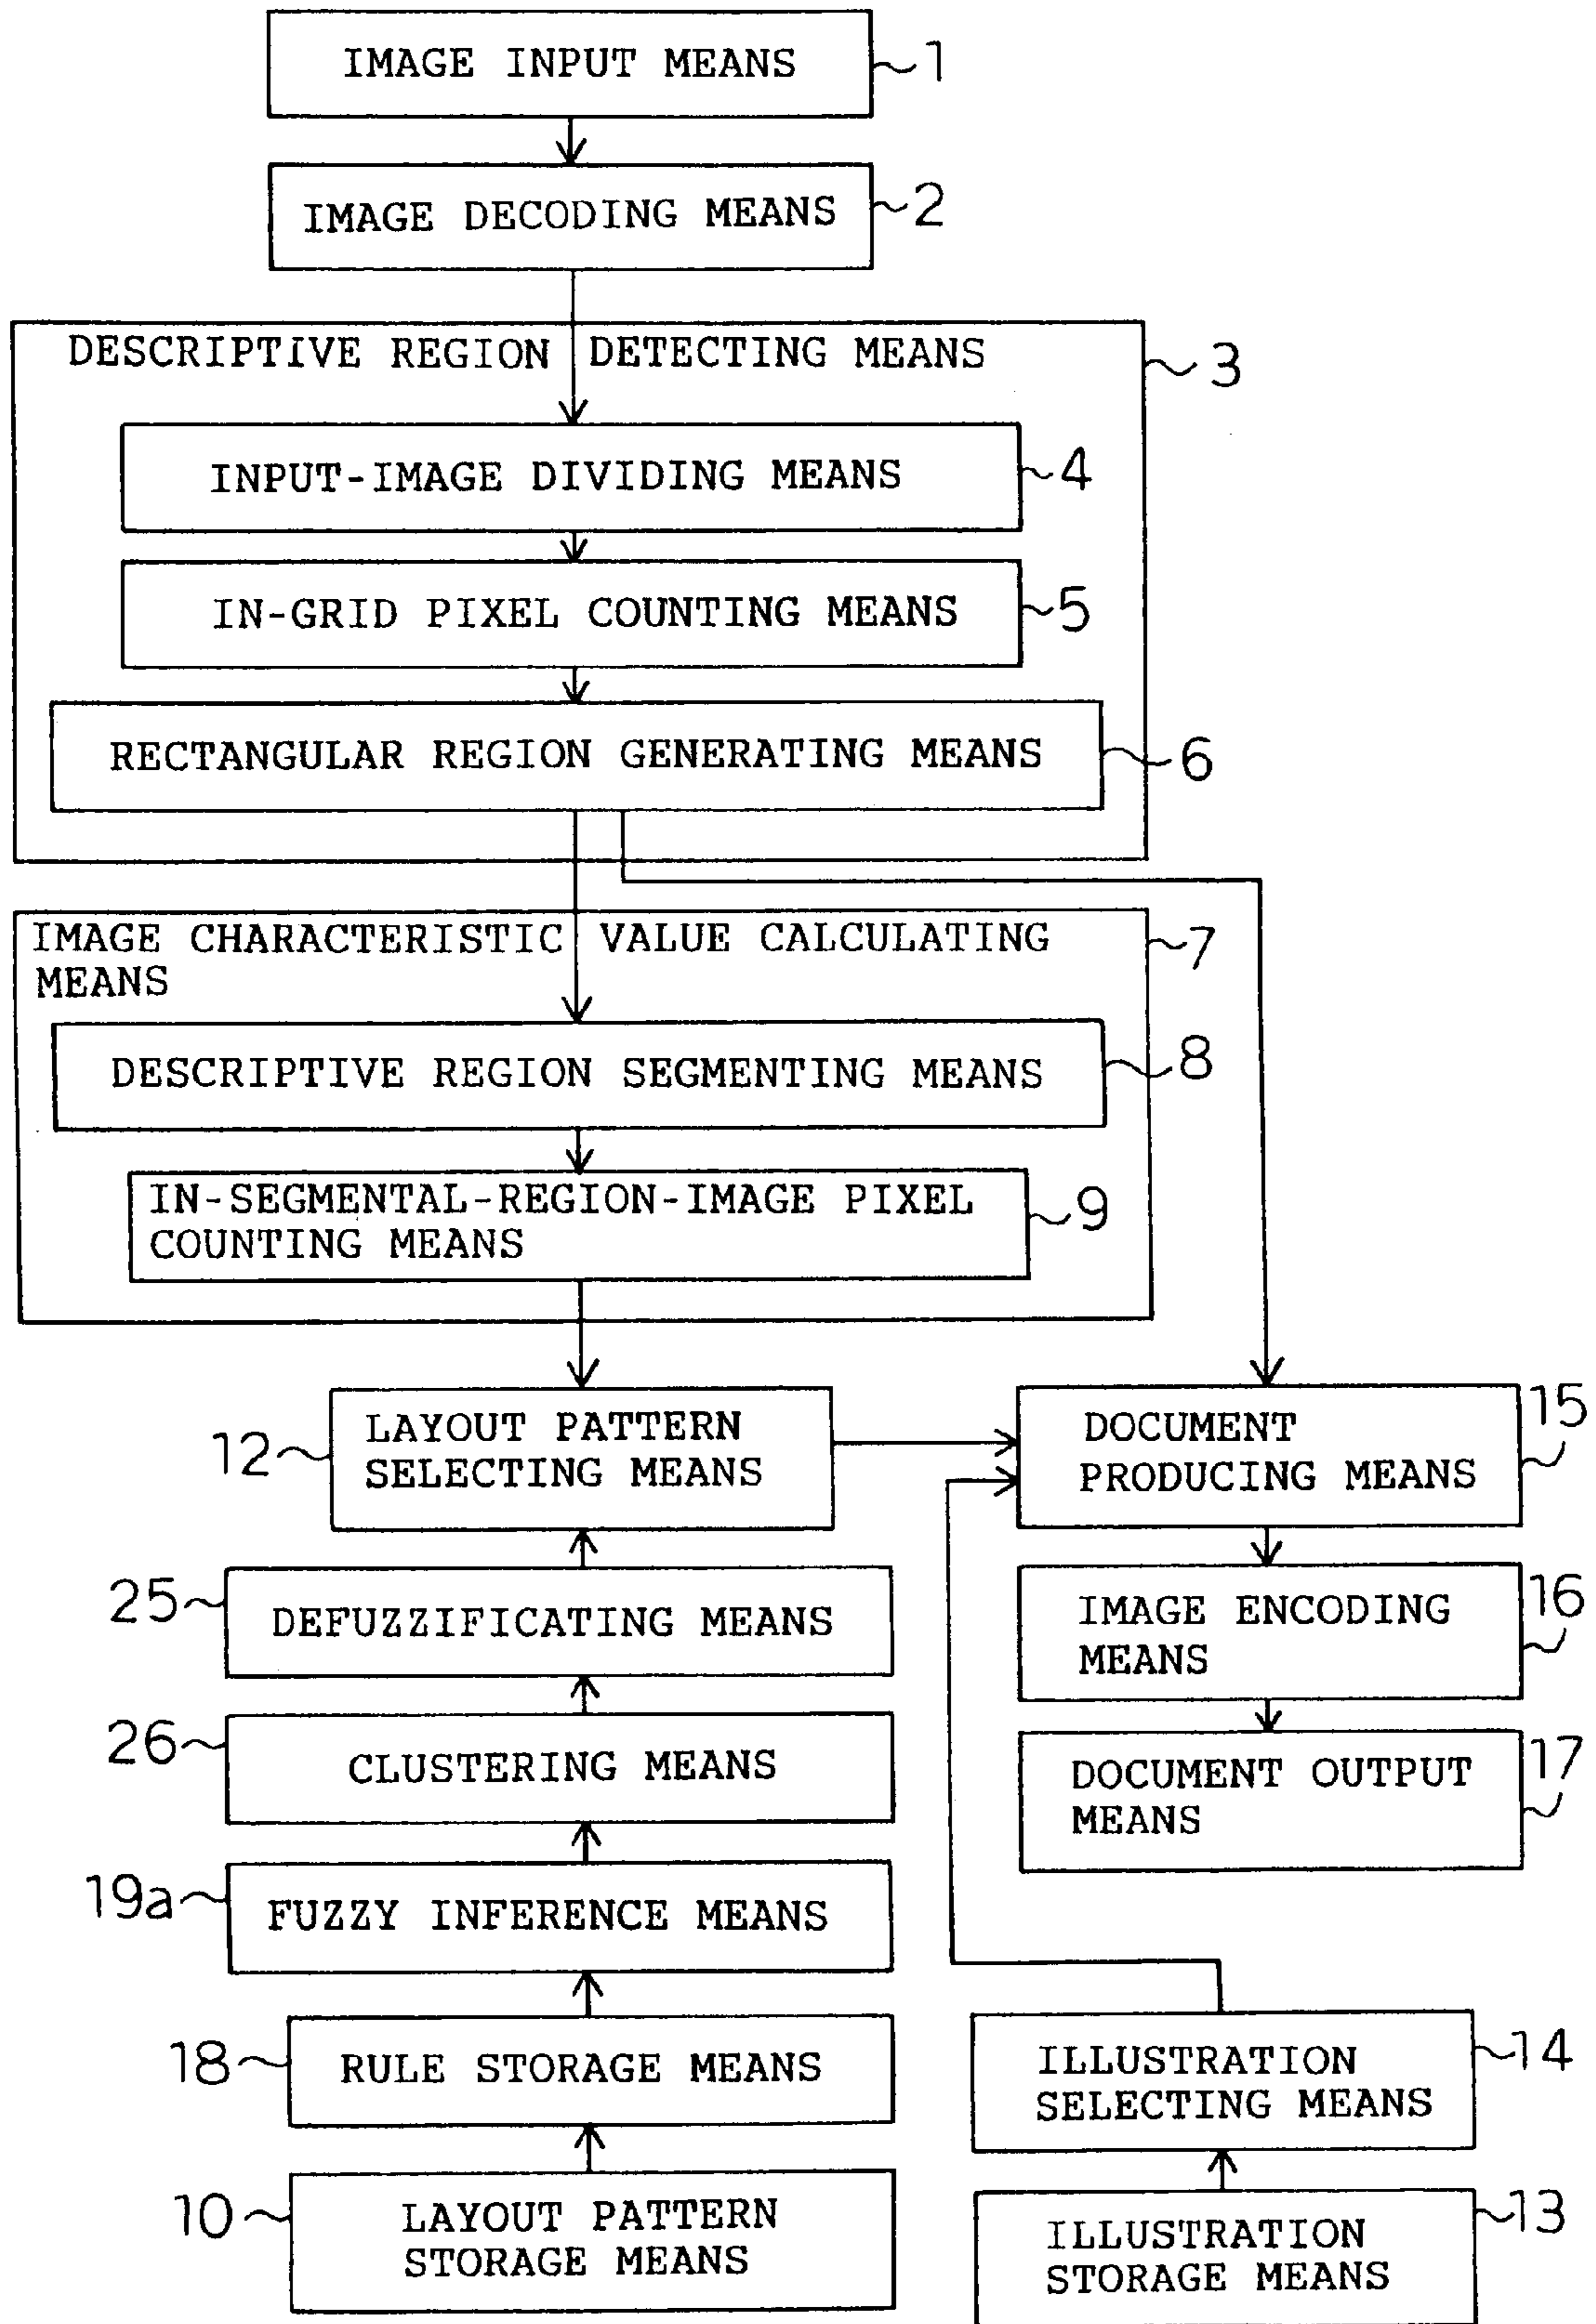 IMAGE INPUT MEANS
1
IMAGE DECODING MEANS
2
DESCRIPTIVE REGION DETECTING MEANS
3
INPUT-IMAGE DIVIDING MEANS
4
IN-GRID PIXEL COUNTING MEANS
5
RECTANGULAR REGION GENERATING MEANS
6
IMAGE CHARACTERISTIC VALUE CALCULATING
MEANS
7
DESCRIPTIVE REGION SEGMENTING MEANS
8
IN-SEGMENTAL-REGION-IMAGE PIXEL
COUNTING MEANS
9
12
LAYOUT PATTERN
SELECTING MEANS
DOCUMENT
PRODUCING MEANS
15
25
DEFUZZIFICATING MEANS
IMAGE ENCODING
MEANS
16
26
CLUSTERING MEANS
DOCUMENT OUTPUT
MEANS
17
19a
FUZZY INFERENCE MEANS
18
RULE STORAGE MEANS
ILLUSTRATION
SELECTING MEANS
14
10
LAYOUT PATTERN
STORAGE MEANS
ILLUSTRATION
STORAGE MEANS
13